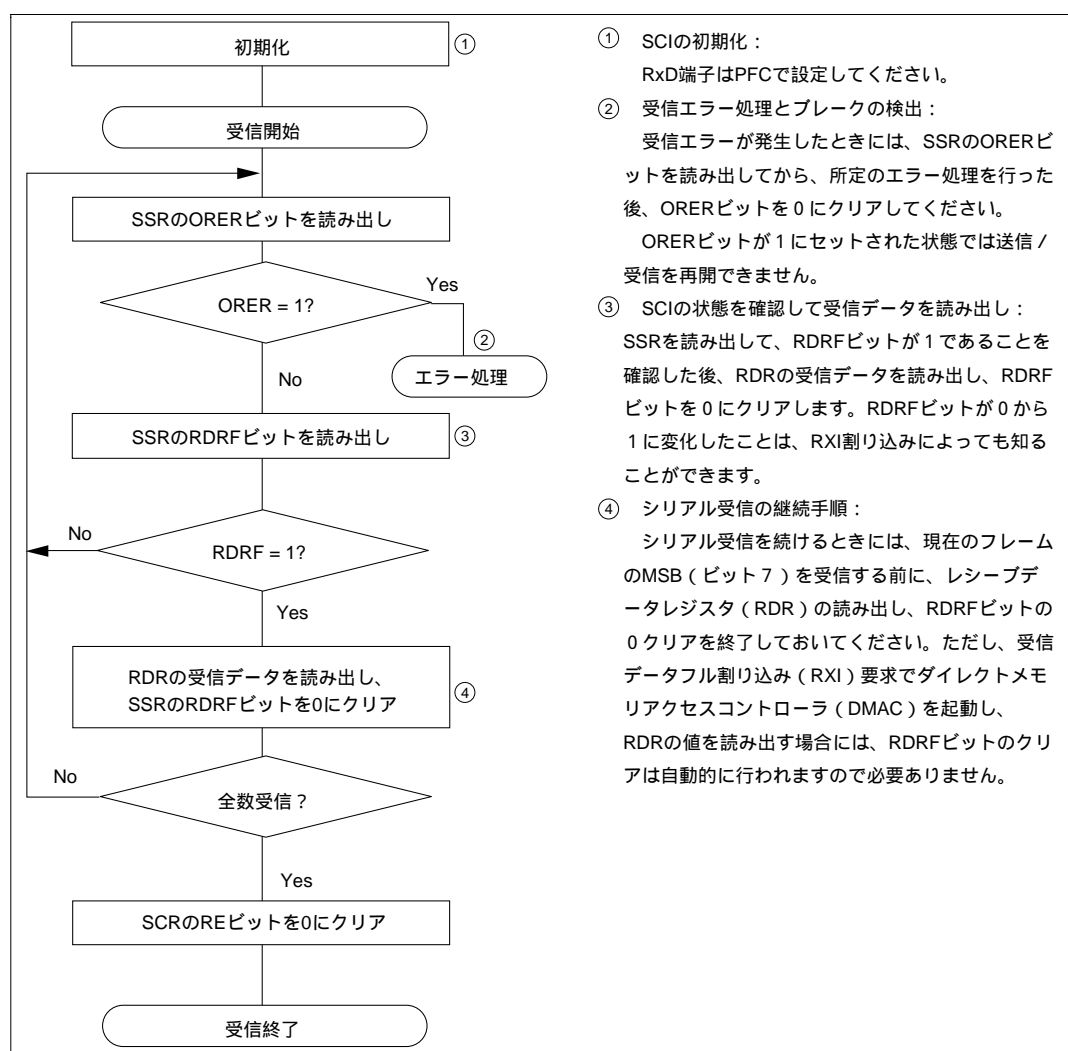 初期化
①
受信開始
SSRのORERビットを読み出し
ORER = 1?
Yes
②
エラー処理
No
SSRのRDRFビットを読み出し
③
RDRF = 1?
No
Yes
RDRの受信データを読み出し、
SSRのRDRFビットを0にクリア
④
全数受信？
No
Yes
SCRのREビットを0にクリア
受信終了
① SCIの初期化：
RxD端子はPFCで設定してください。
② 受信エラー処理とブレークの検出：
受信エラーが発生したときには、SSRのORERビ
ットを読み出してから、所定のエラー処理を行った
後、ORERビットを０にクリアしてください。
ORERビットが１にセットされた状態では送信／
受信を再開できません。
③ SCIの状態を確認して受信データを読み出し：
SSRを読み出して、RDRFビットが１であることを
確認した後、RDRの受信データを読み出し、RDRF
ビットを０にクリアします。RDRFビットが０から
１に変化したことは、RXI割り込みによっても知る
ことができます。
④ シリアル受信の継続手順：
シリアル受信を続けるときには、現在のフレーム
のMSB（ビット７）を受信する前に、レシーブデ
ータレジスタ（RDR）の読み出し、RDRFビットの
０クリアを終了しておいてください。ただし、受信
データフル割り込み（RXI）要求でダイレクトメモ
リアクセスコントローラ（DMAC）を起動し、
RDRの値を読み出す場合には、RDRFビットのクリ
アは自動的に行われますので必要ありません。